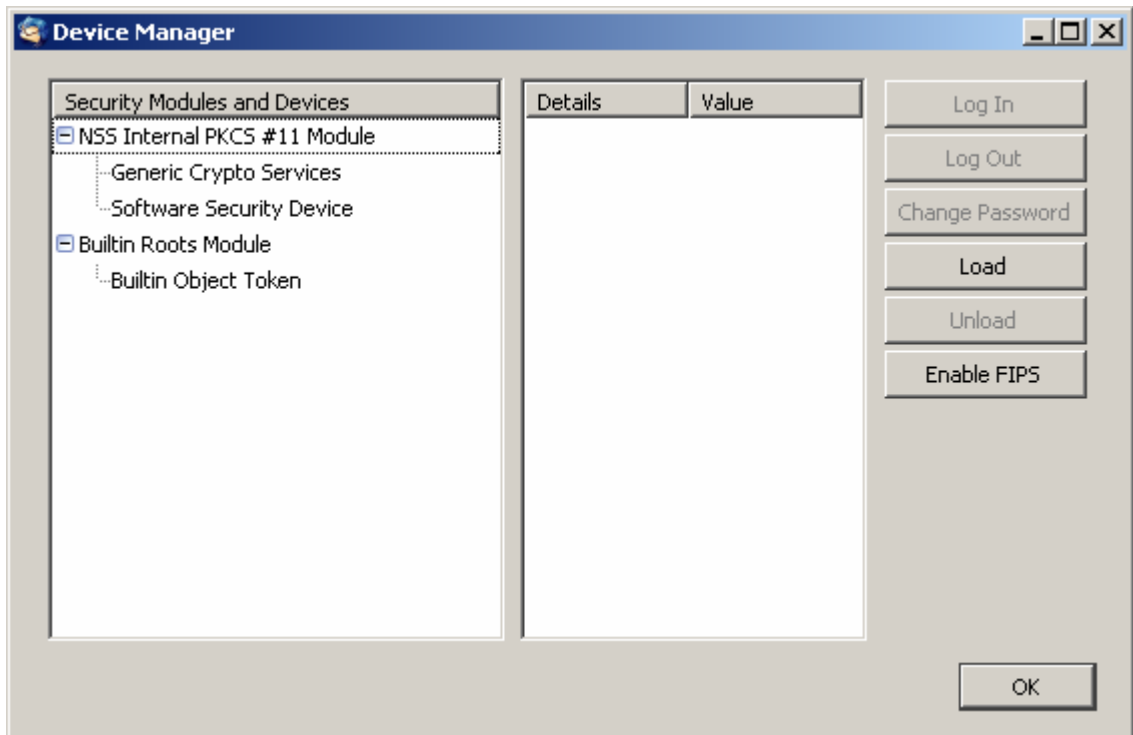 Device Manager
Security Modules and Devices
NSS Internal PKCS #11 Module
Generic Crypto Services
Software Security Device
Builtin Roots Module
Builtin Object Token
Details Value
Log In
Log Out
Change Password
Load
Unload
Enable FIPS
OK